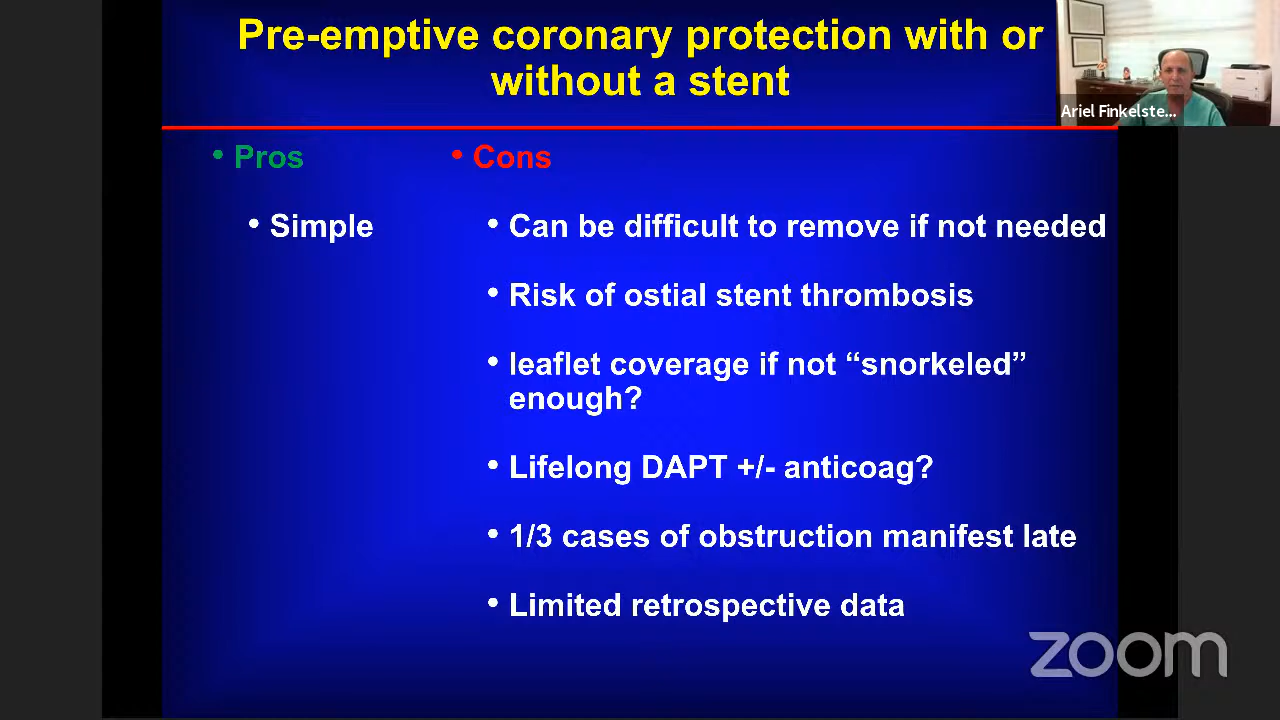 Pre-emptive coronary protection with or
without a stent
Ariel Finkelste...
• Pros
• Simple
• Cons
• Can be difficult to remove if not needed
• Risk of ostial stent thrombosis
• leaflet coverage if not “snorkeled”
enough?
• Lifelong DAPT +/- anticoag?
• 1/3 cases of obstruction manifest late
• Limited retrospective data
zoom